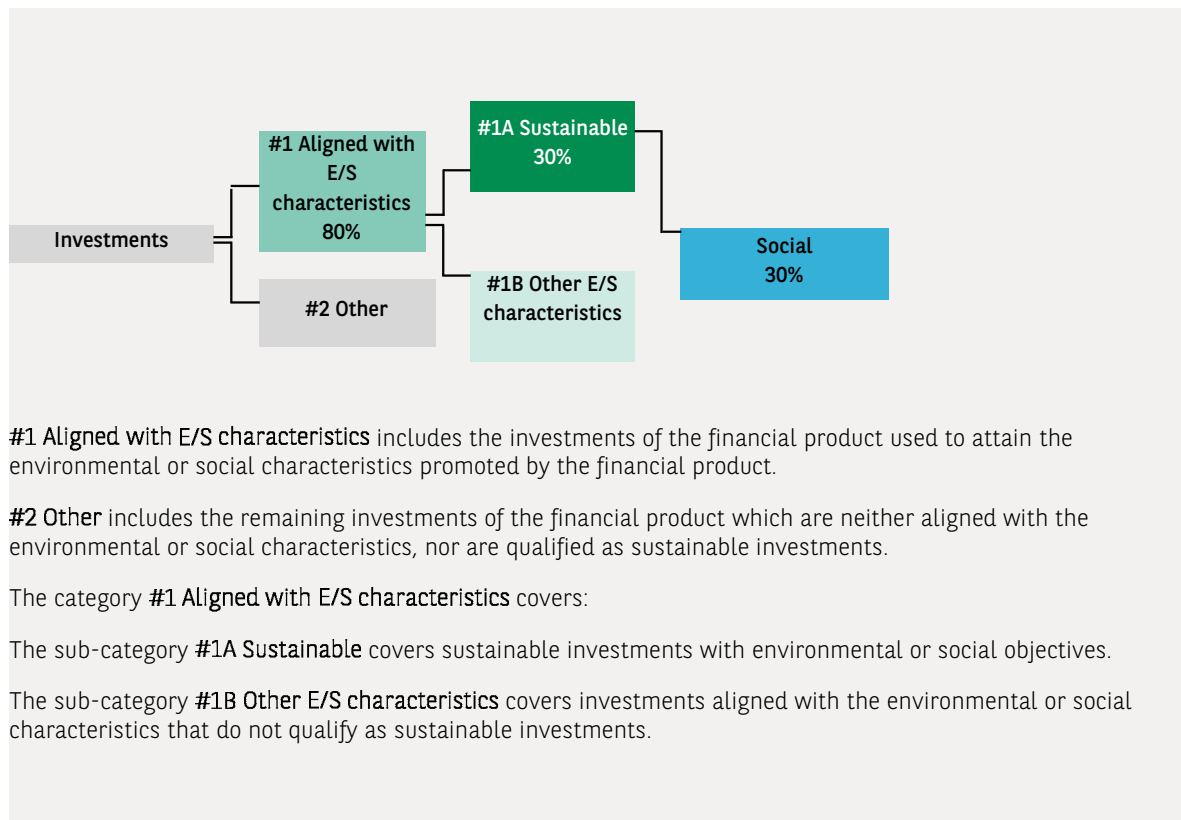 #1A Sustainable
30%
#1 Aligned with
E/S
characteristics
80%
Investments
Social
30%
#2 Other
#1B Other E/S
characteristics
#1 Aligned with E/S characteristics includes the investments of the financial product used to attain the
environmental or social characteristics promoted by the financial product.
#2 Other includes the remaining investments of the financial product which are neither aligned with the
environmental or social characteristics, nor are qualified as sustainable investments.
The category #1 Aligned with E/S characteristics covers:
The sub-category #1A Sustainable covers sustainable investments with environmental or social objectives.
The sub-category #1B Other E/S characteristics covers investments aligned with the environmental or social
characteristics that do not qualify as sustainable investments.